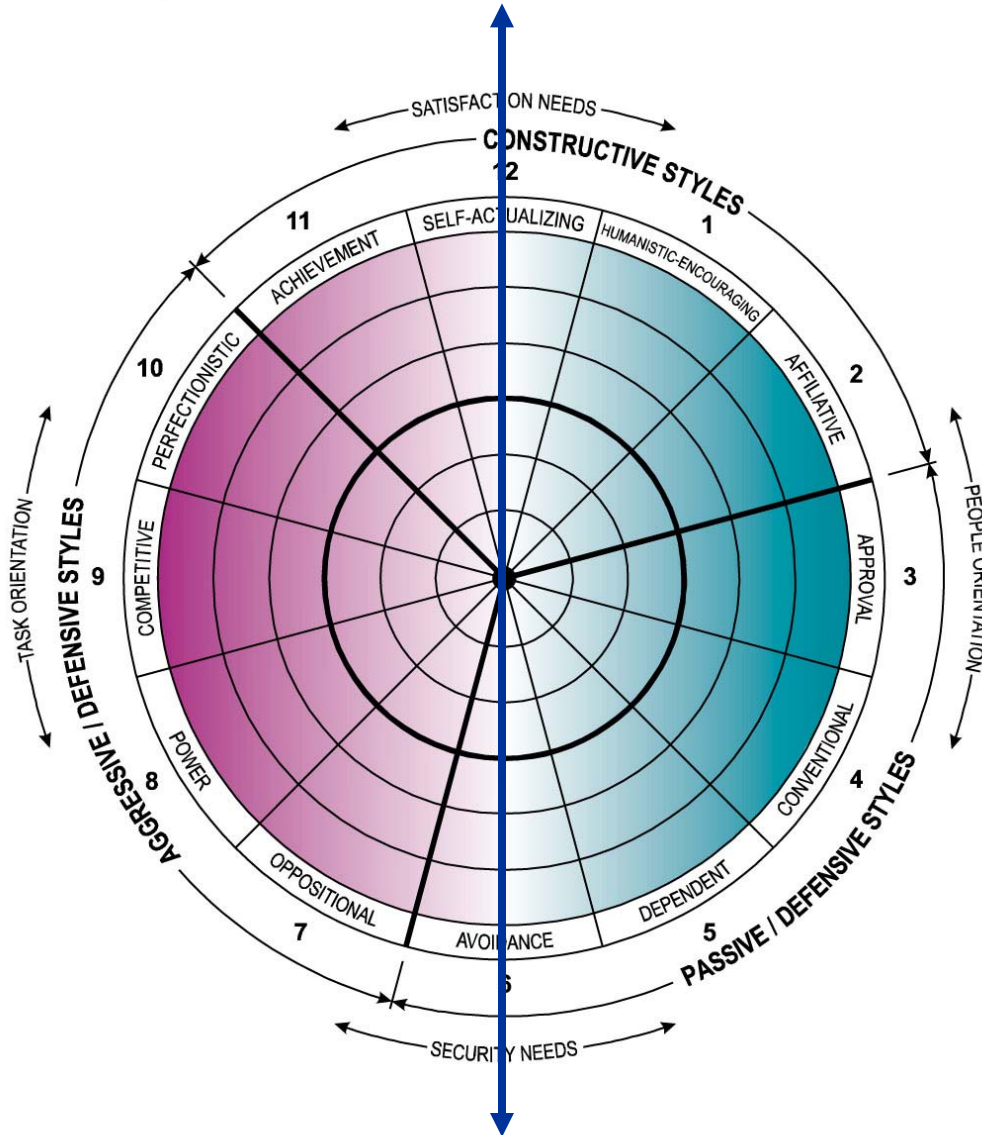 SATISFACTION NEEDS
CONSTRUCTIVE STYLES
12
11
1
SELF-ACTUALIZING
HUMANISTIC-ENCOURAGING
ACHIEVEMENT
10
2
PERFECTIONISTIC
AFFILIATIVE
TASK ORIENTATION
AGGRESSIVE / DEFENSIVE STYLES
9
COMPETITIVE
APPROVAL
3
PEOPLE ORIENTATION
8
POWER
CONVENTIONAL
4
OPPOSITIONAL
DEPENDENT
7
AVOIDANCE
5
PASSIVE / DEFENSIVE STYLES
6
SECURITY NEEDS